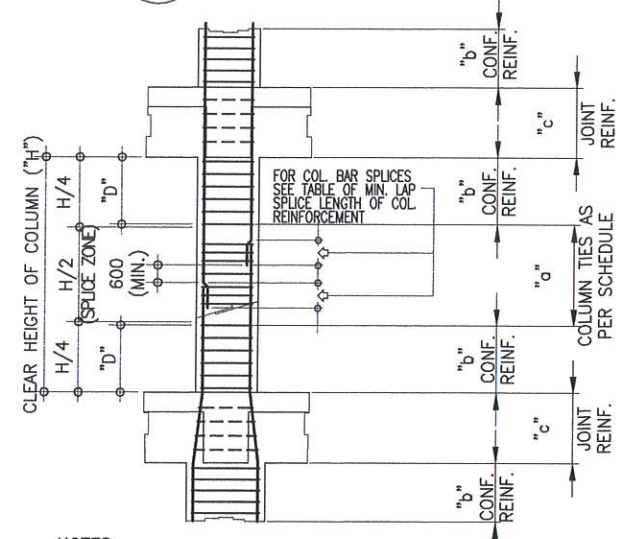 CLEAR HEIGHT OF COLUMN ("H")
H/4
H/2
(SPLICE ZONE)
H/4
"D"
600
(MIN.)
"D"
FOR COL. BAR SPLICES
SEE TABLE OF MIN. LAP
SPLICE LENGTH OF COL.
REINFORCEMENT
"b"
CONF.
REINF.
"c"
JOINT
REINF.
"b"
CONF.
REINF.
"a"
COLUMN TIES AS
PER SCHEDULE
"b"
CONF.
REINF.
"c"
JOINT
REINF.
"b"
CONF.
REINF.